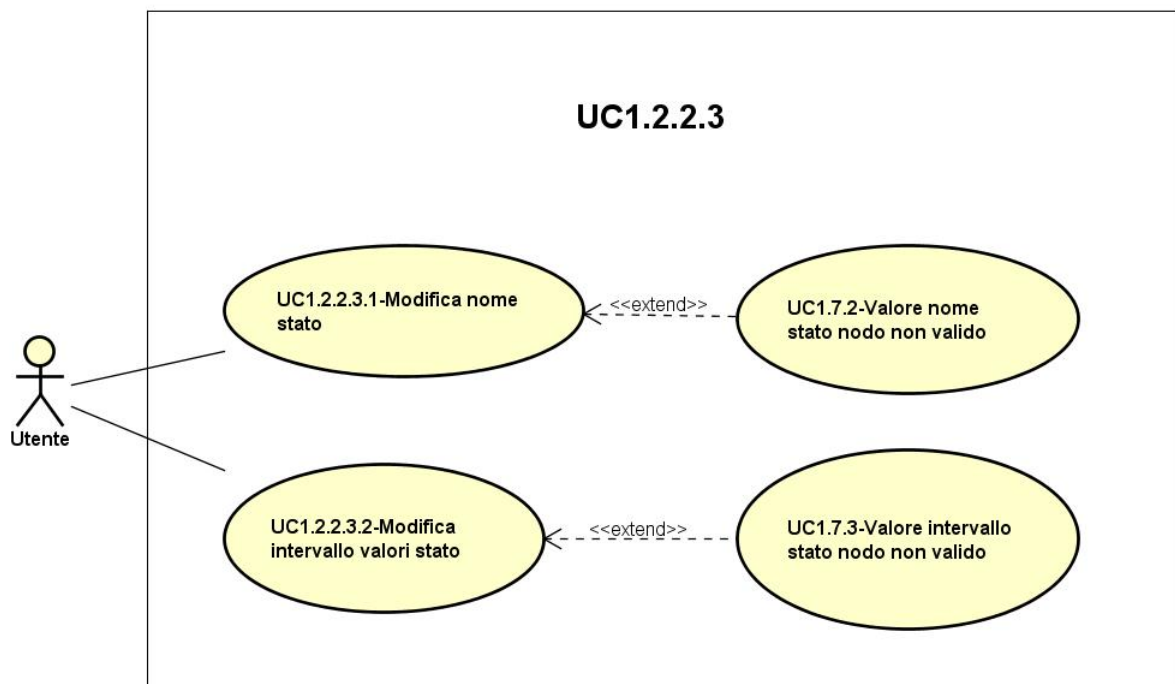 UC1.2.2.3
UC1.2.2.3.1-Modifica nome
stato
<<extend>>
UC1.7.2-Valore nome
stato nodo non valido
Utente
UC1.2.2.3.2-Modifica
intervallo valori stato
<<extend>>
UC1.7.3-Valore intervallo
stato nodo non valido